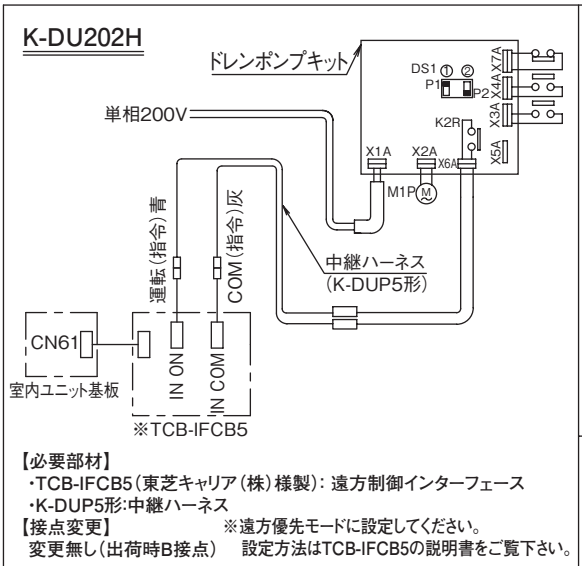 K-DU202H
ドレンポンプキット
DS1 ① ②
P1
P2
X7A
X4A
X3A
K2R
X5A
単相200V
X1A
X2A
X6A
M1P
M
運転(指令)青
COM(指令)灰
中継ハーネス
(K-DUP5形)
CN61
IN ON
IN COM
室内ユニット基板
※TCB-IFCB5
【必要部材】
・TCB-IFCB5(東芝キャリア(株)様製):遠方制御インターフェース
・K-DUP5形:中継ハーネス
【接点変更】 ※遠方優先モードに設定してください。
変更無し(出荷時B接点) 設定方法はTCB-IFCB5の説明書をご覧下さい。